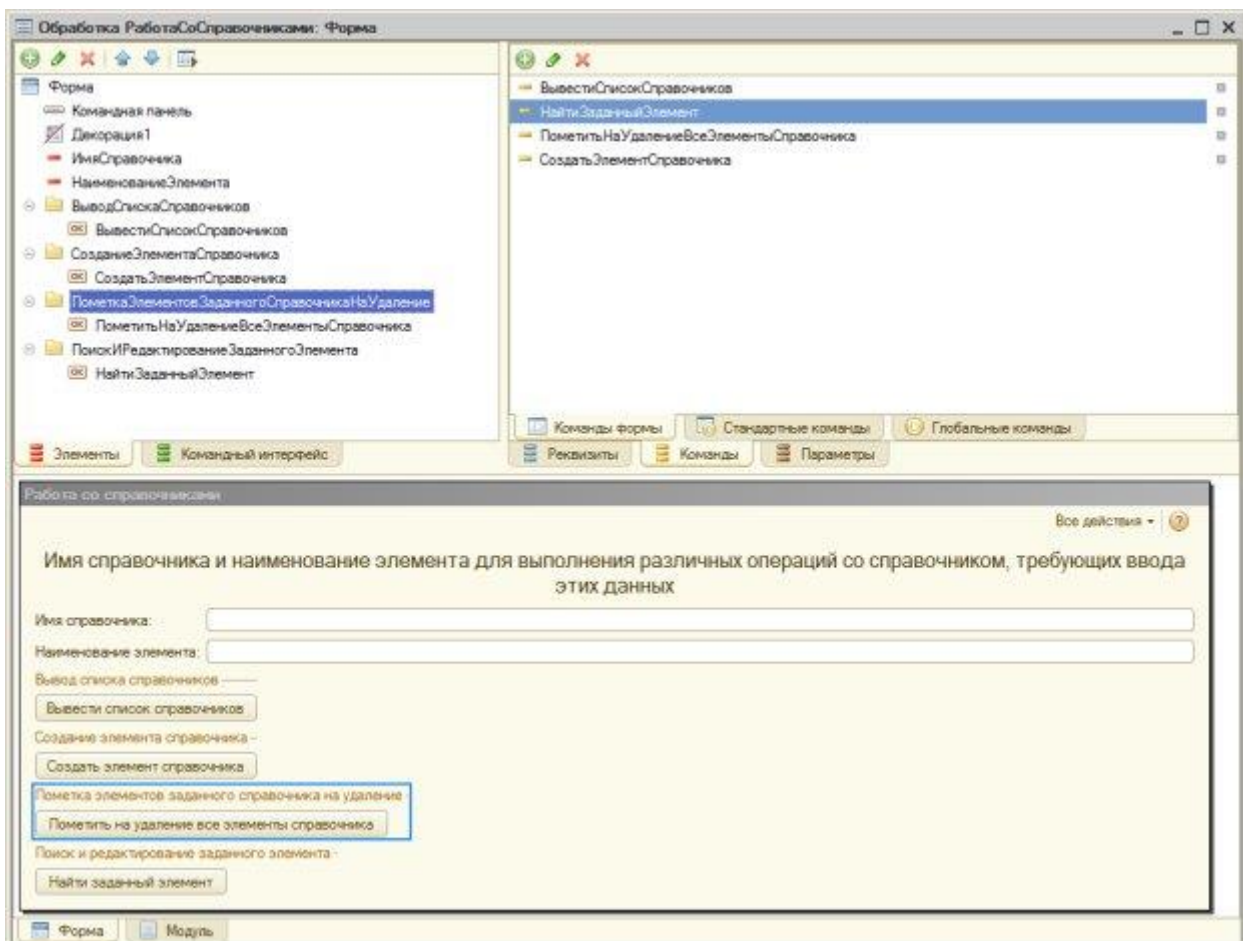 Обработка РаботаСоСправочниками: Форма
Форма
Командная панель
Декорация1
ИмяСправочника
НаименованиеЭлемента
ВыводСпискаСправочников
ВывестиСписокСправочников
СозданиеЭлементаСправочника
СоздатьЭлементСправочника
ПометкаЭлементовЗаданногоСправочникаНаУдаление
ПометитьНаУдалениеВсеЭлементыСправочника
ПоискИРедактированиеЗаданногоЭлемента
НайтиЗаданныйЭлемент
Элементы
Командный интерфейс
ВывестиСписокСправочников
НайтиЗаданныйЭлемент
ПометитьНаУдалениеВсеЭлементыСправочника
СоздатьЭлементСправочника
Команды формы
Стандартные команды
Глобальные команды
Реквизиты
Команды
Параметры
Работа со справочниками
Все действия
Имя справочника и наименование элемента для выполнения различных операций со справочником, требующих ввода
этих данных
Имя справочника:
Наименование элемента:
Вывод списка справочников
Вывести список справочников
Создание элемента справочника
Создать элемент справочника
Пометка элементов заданного справочника на удаление
Пометить на удаление все элементы справочника
Поиск и редактирование заданного элемента
Найти заданный элемент
Форма
Модуль